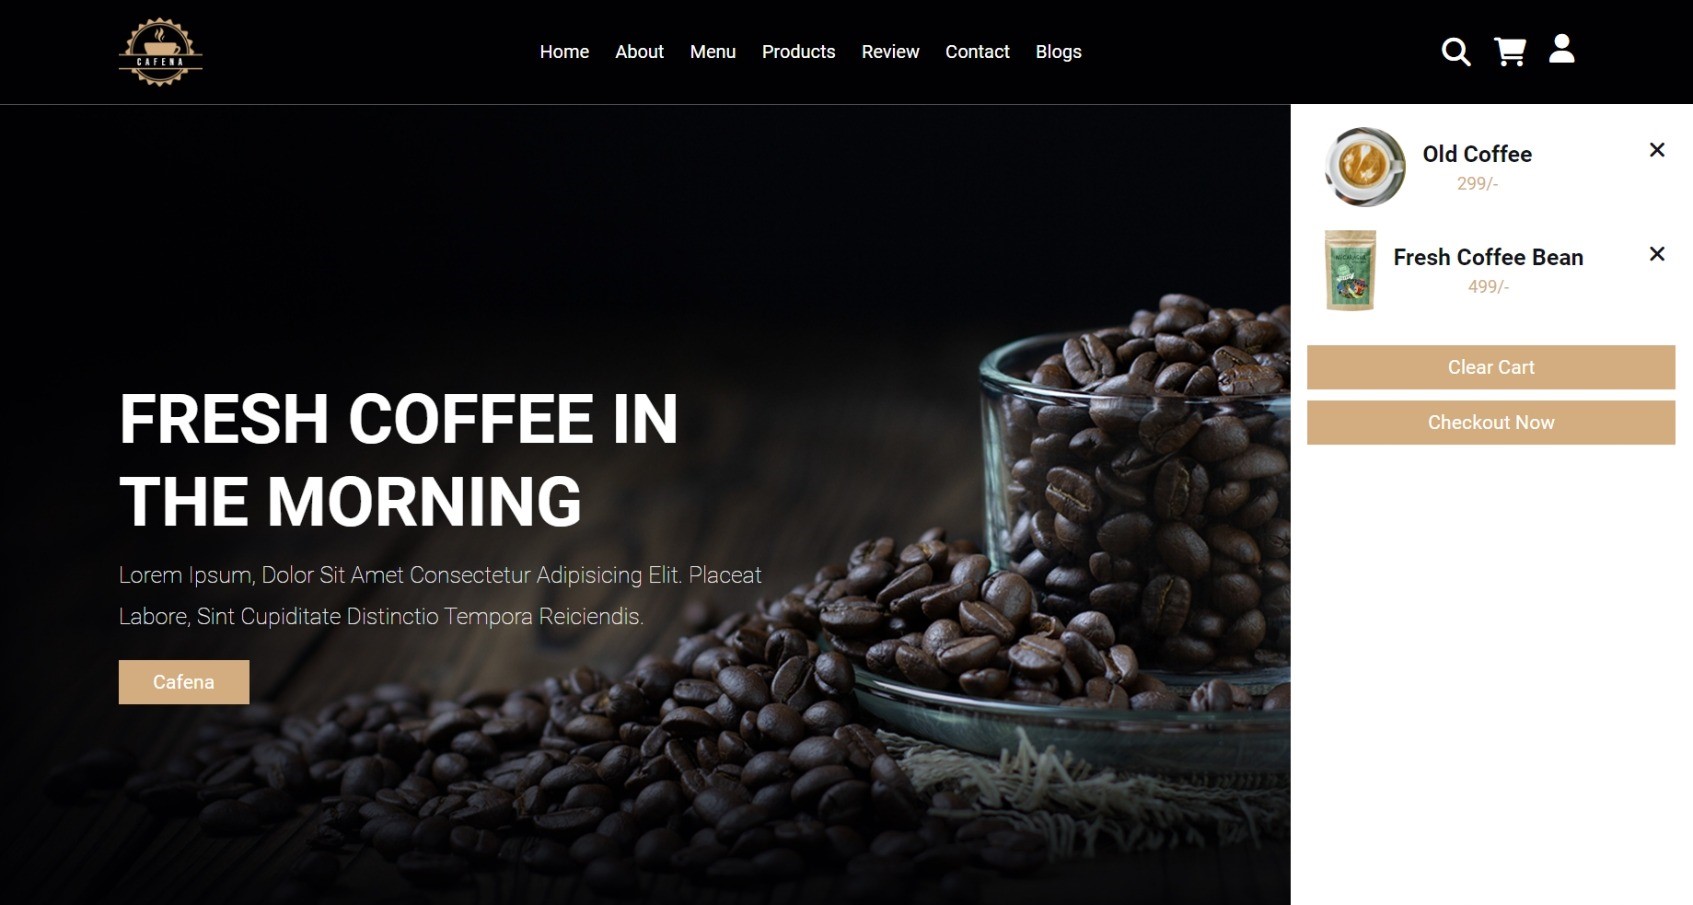 CAFENA
Home About Menu Products Review Contact Blogs
Old Coffee
299/-
Fresh Coffee Bean
499/-
Clear Cart
Checkout Now
FRESH COFFEE IN
THE MORNING
Lorem Ipsum, Dolor Sit Amet Consectetur Adipisicing Elit. Placeat
Labore, Sint Cupiditate Distinctio Tempora Reiciendis.
Cafena